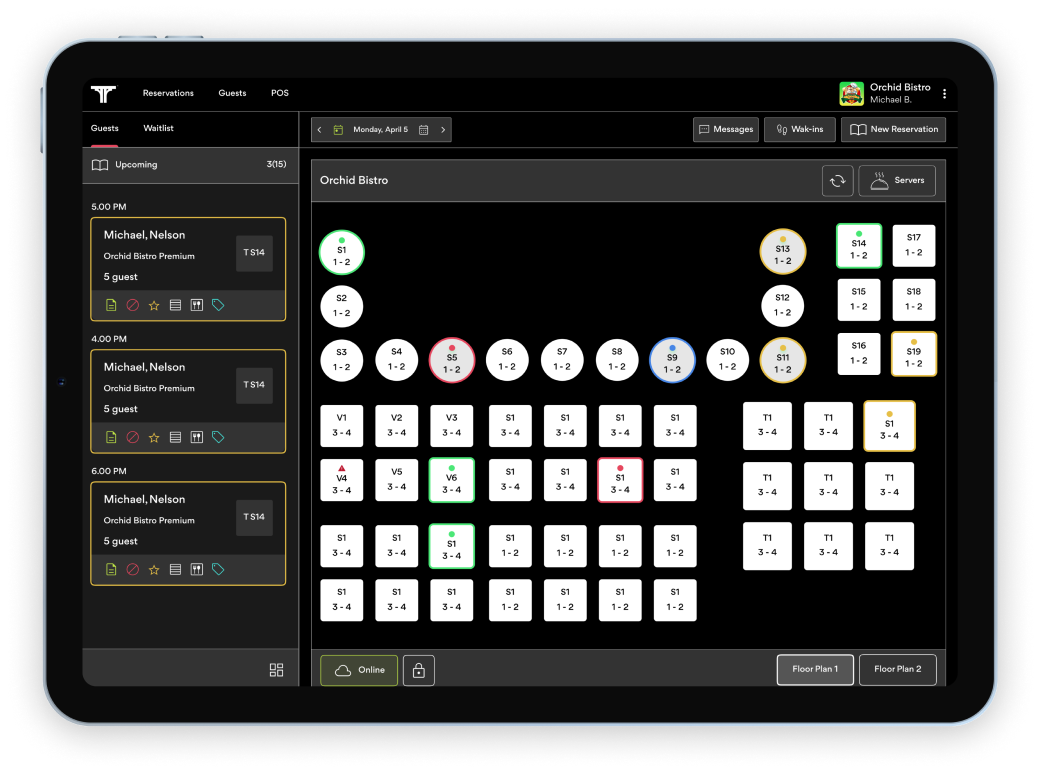 Reservations Guests POS
Orchid Bistro
Michael B.
Guests Waitlist
Monday, April 5
Messages
Wak-ins
New Reservation
Upcoming 3(15)
5.00 PM
Michael, Nelson
Orchid Bistro Premium
5 guest
T S14
4.00 PM
Michael, Nelson
Orchid Bistro Premium
5 guest
T S14
6.00 PM
Michael, Nelson
Orchid Bistro Premium
5 guest
T S14
Orchid Bistro
Servers
S1 S13 S14 S17
1 - 2 1 - 2 1 - 2 1 - 2
S2 S12 S15 S18
1 - 2 1 - 2 1 - 2 1 - 2
S3 S4 S5 S6 S7 S8 S9 S10 S11 S16 S19
1 - 2 1 - 2 1 - 2 1 - 2 1 - 2 1 - 2 1 - 2 1 - 2 1 - 2 1 - 2 1 - 2
V1 V2 V3 S1 S1 S1 S1 T1 T1 S1
3 - 4 3 - 4 3 - 4 3 - 4 3 - 4 3 - 4 3 - 4 3 - 4 3 - 4 3 - 4
V4 V5 V6 S1 S1 S1 S1 T1 T1 T1
3 - 4 3 - 4 3 - 4 3 - 4 3 - 4 3 - 4 3 - 4 3 - 4 3 - 4 3 - 4
S1 S1 S1 S1 S1 S1 S1 T1 T1 T1
3 - 4 3 - 4 3 - 4 1 - 2 1 - 2 1 - 2 1 - 2 3 - 4 3 - 4 3 - 4
S1 S1 S1 S1 S1 S1 S1
3 - 4 3 - 4 3 - 4 1 - 2 1 - 2 1 - 2 1 - 2
Online
Floor Plan 1 Floor Plan 2